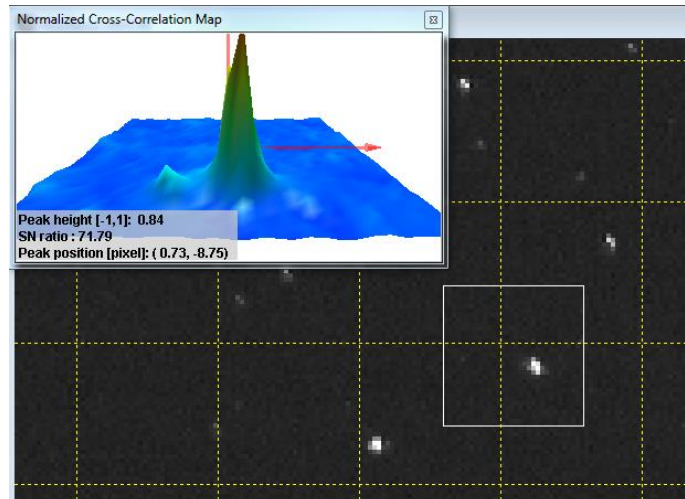 Normalized Cross-Correlation Map
Peak height [-1,1]: 0.84
SN ratio : 71.79
Peak position [pixel]: ( 0.73, -8.75)